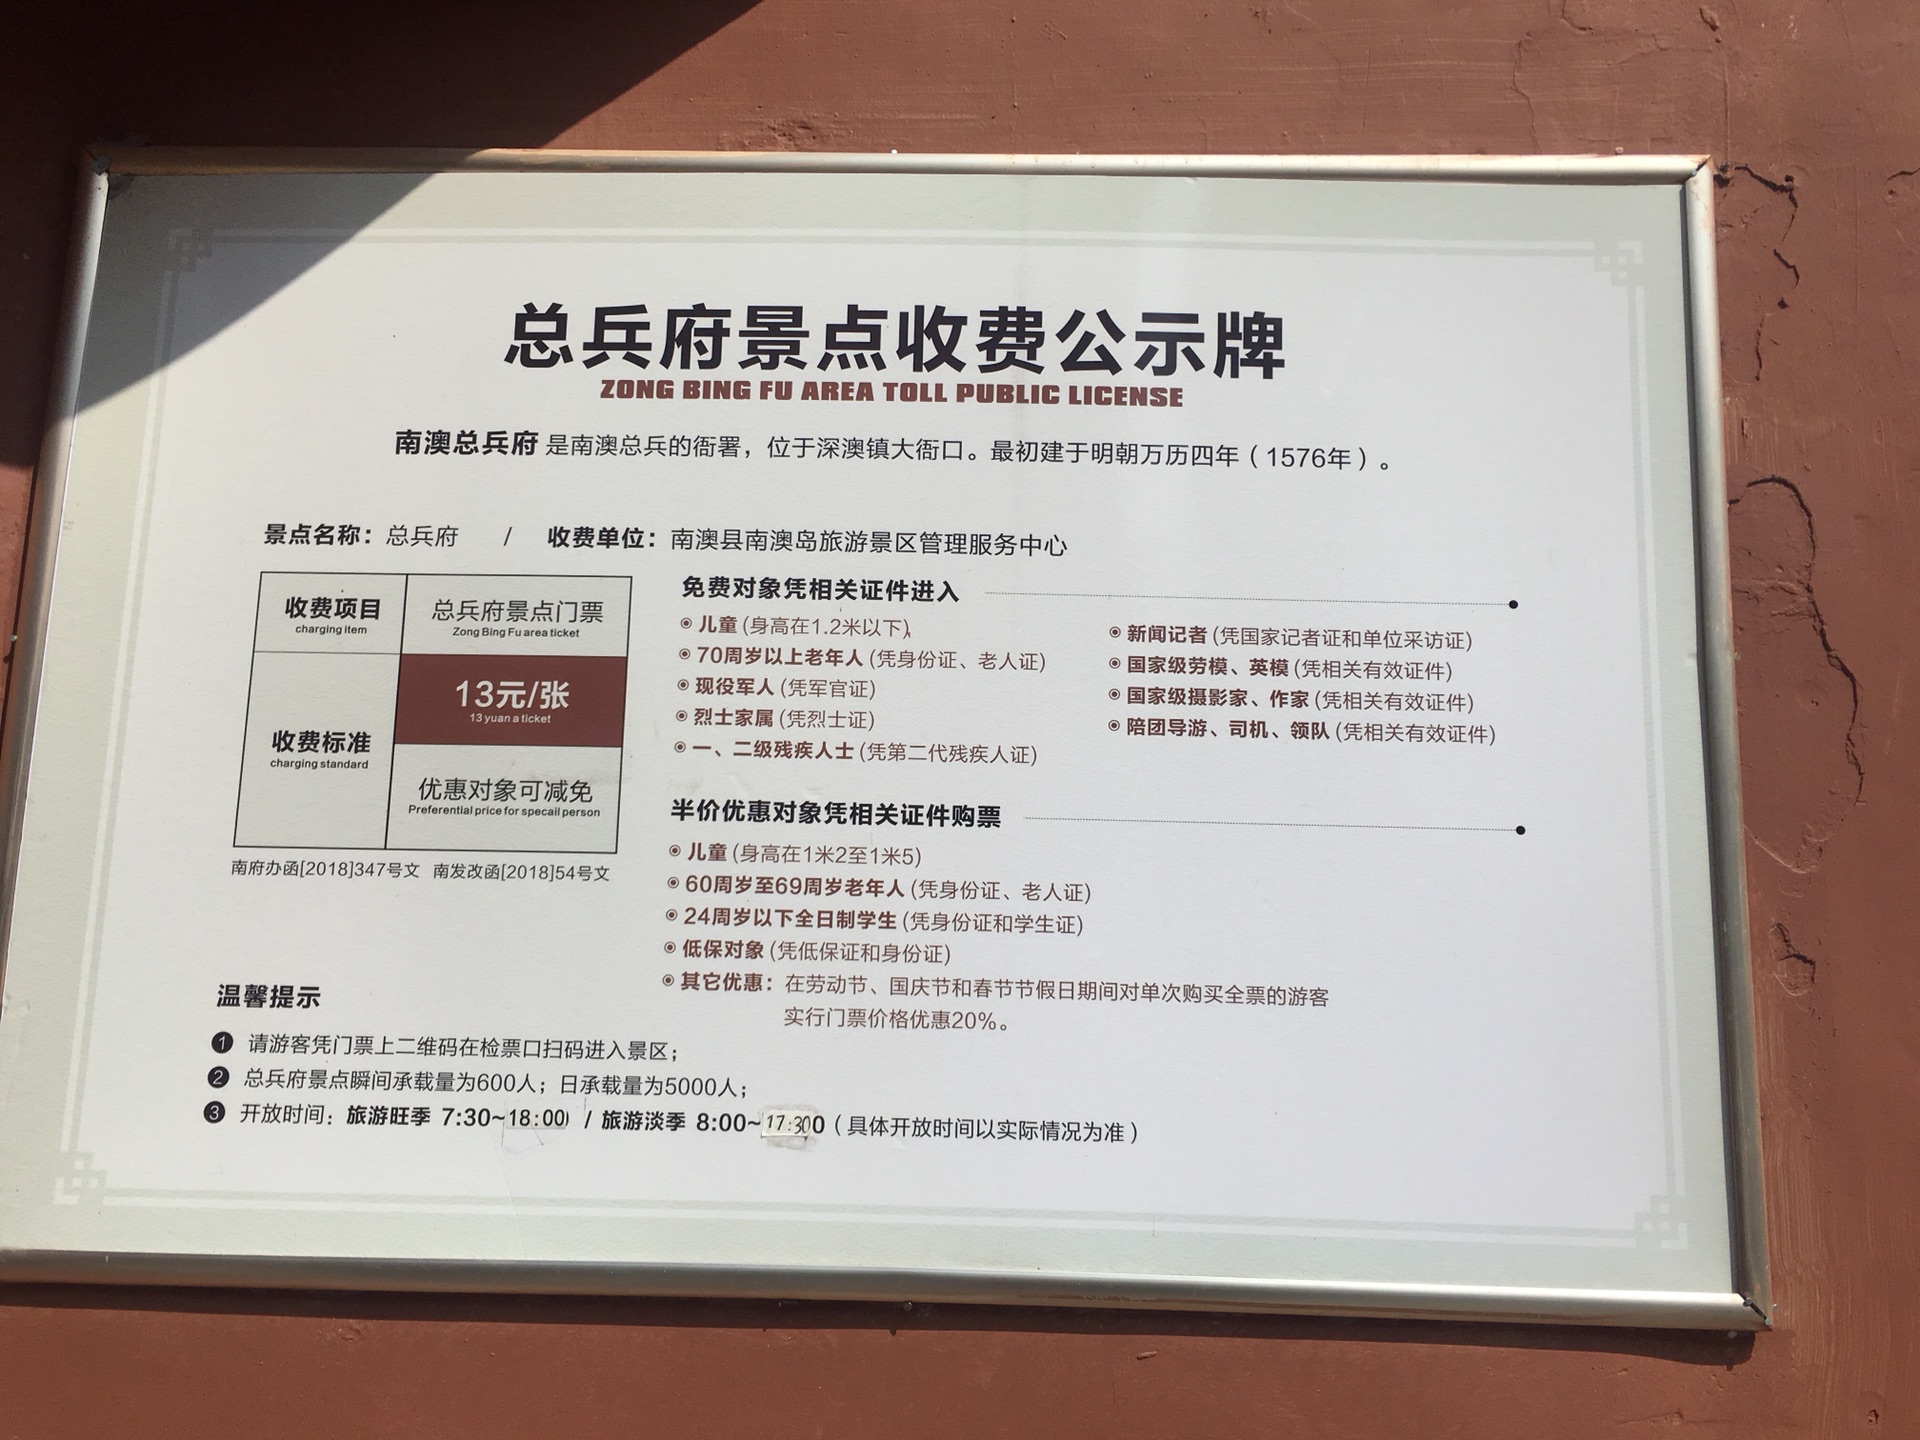 总兵府景点收费公示牌
ZONG BING FU AREA TOLL PUBLIC LICENSE
南澳总兵府 是南澳总兵的衙署，位于深澳镇大衙口。最初建于明朝万历四年（1576年）。
景点名称：总兵府 / 收费单位：南澳县南澳岛旅游景区管理服务中心
收费项目
charging item
总兵府景点门票
Zong Bing Fu area ticket
收费标准
charging standard
13元/张
13 yuan a ticket
优惠对象可减免
Preferential price for specail person
南府办函[2018]347号文 南发改函[2018]54号文
免费对象凭相关证件进入
儿童 (身高在1.2米以下)
70周岁以上老年人 (凭身份证、老人证)
现役军人 (凭军官证)
烈士家属 (凭烈士证)
一、二级残疾人士 (凭第二代残疾人证)
新闻记者 (凭国家记者证和单位采访证)
国家级劳模、英模 (凭相关有效证件)
国家级摄影家、作家 (凭相关有效证件)
陪团导游、司机、领队 (凭相关有效证件)
半价优惠对象凭相关证件购票
儿童 (身高在1米2至1米5)
60周岁至69周岁老年人 (凭身份证、老人证)
24周岁以下全日制学生 (凭身份证和学生证)
低保对象 (凭低保证和身份证)
其它优惠：在劳动节、国庆节和春节节假日期间对单次购买全票的游客
实行门票价格优惠20%。
温馨提示
1 请游客凭门票上二维码在检票口扫码进入景区；
2 总兵府景点瞬间承载量为600人；日承载量为5000人；
3 开放时间：旅游旺季 7:30~18:00 / 旅游淡季 8:00~17:300（具体开放时间以实际情况为准）